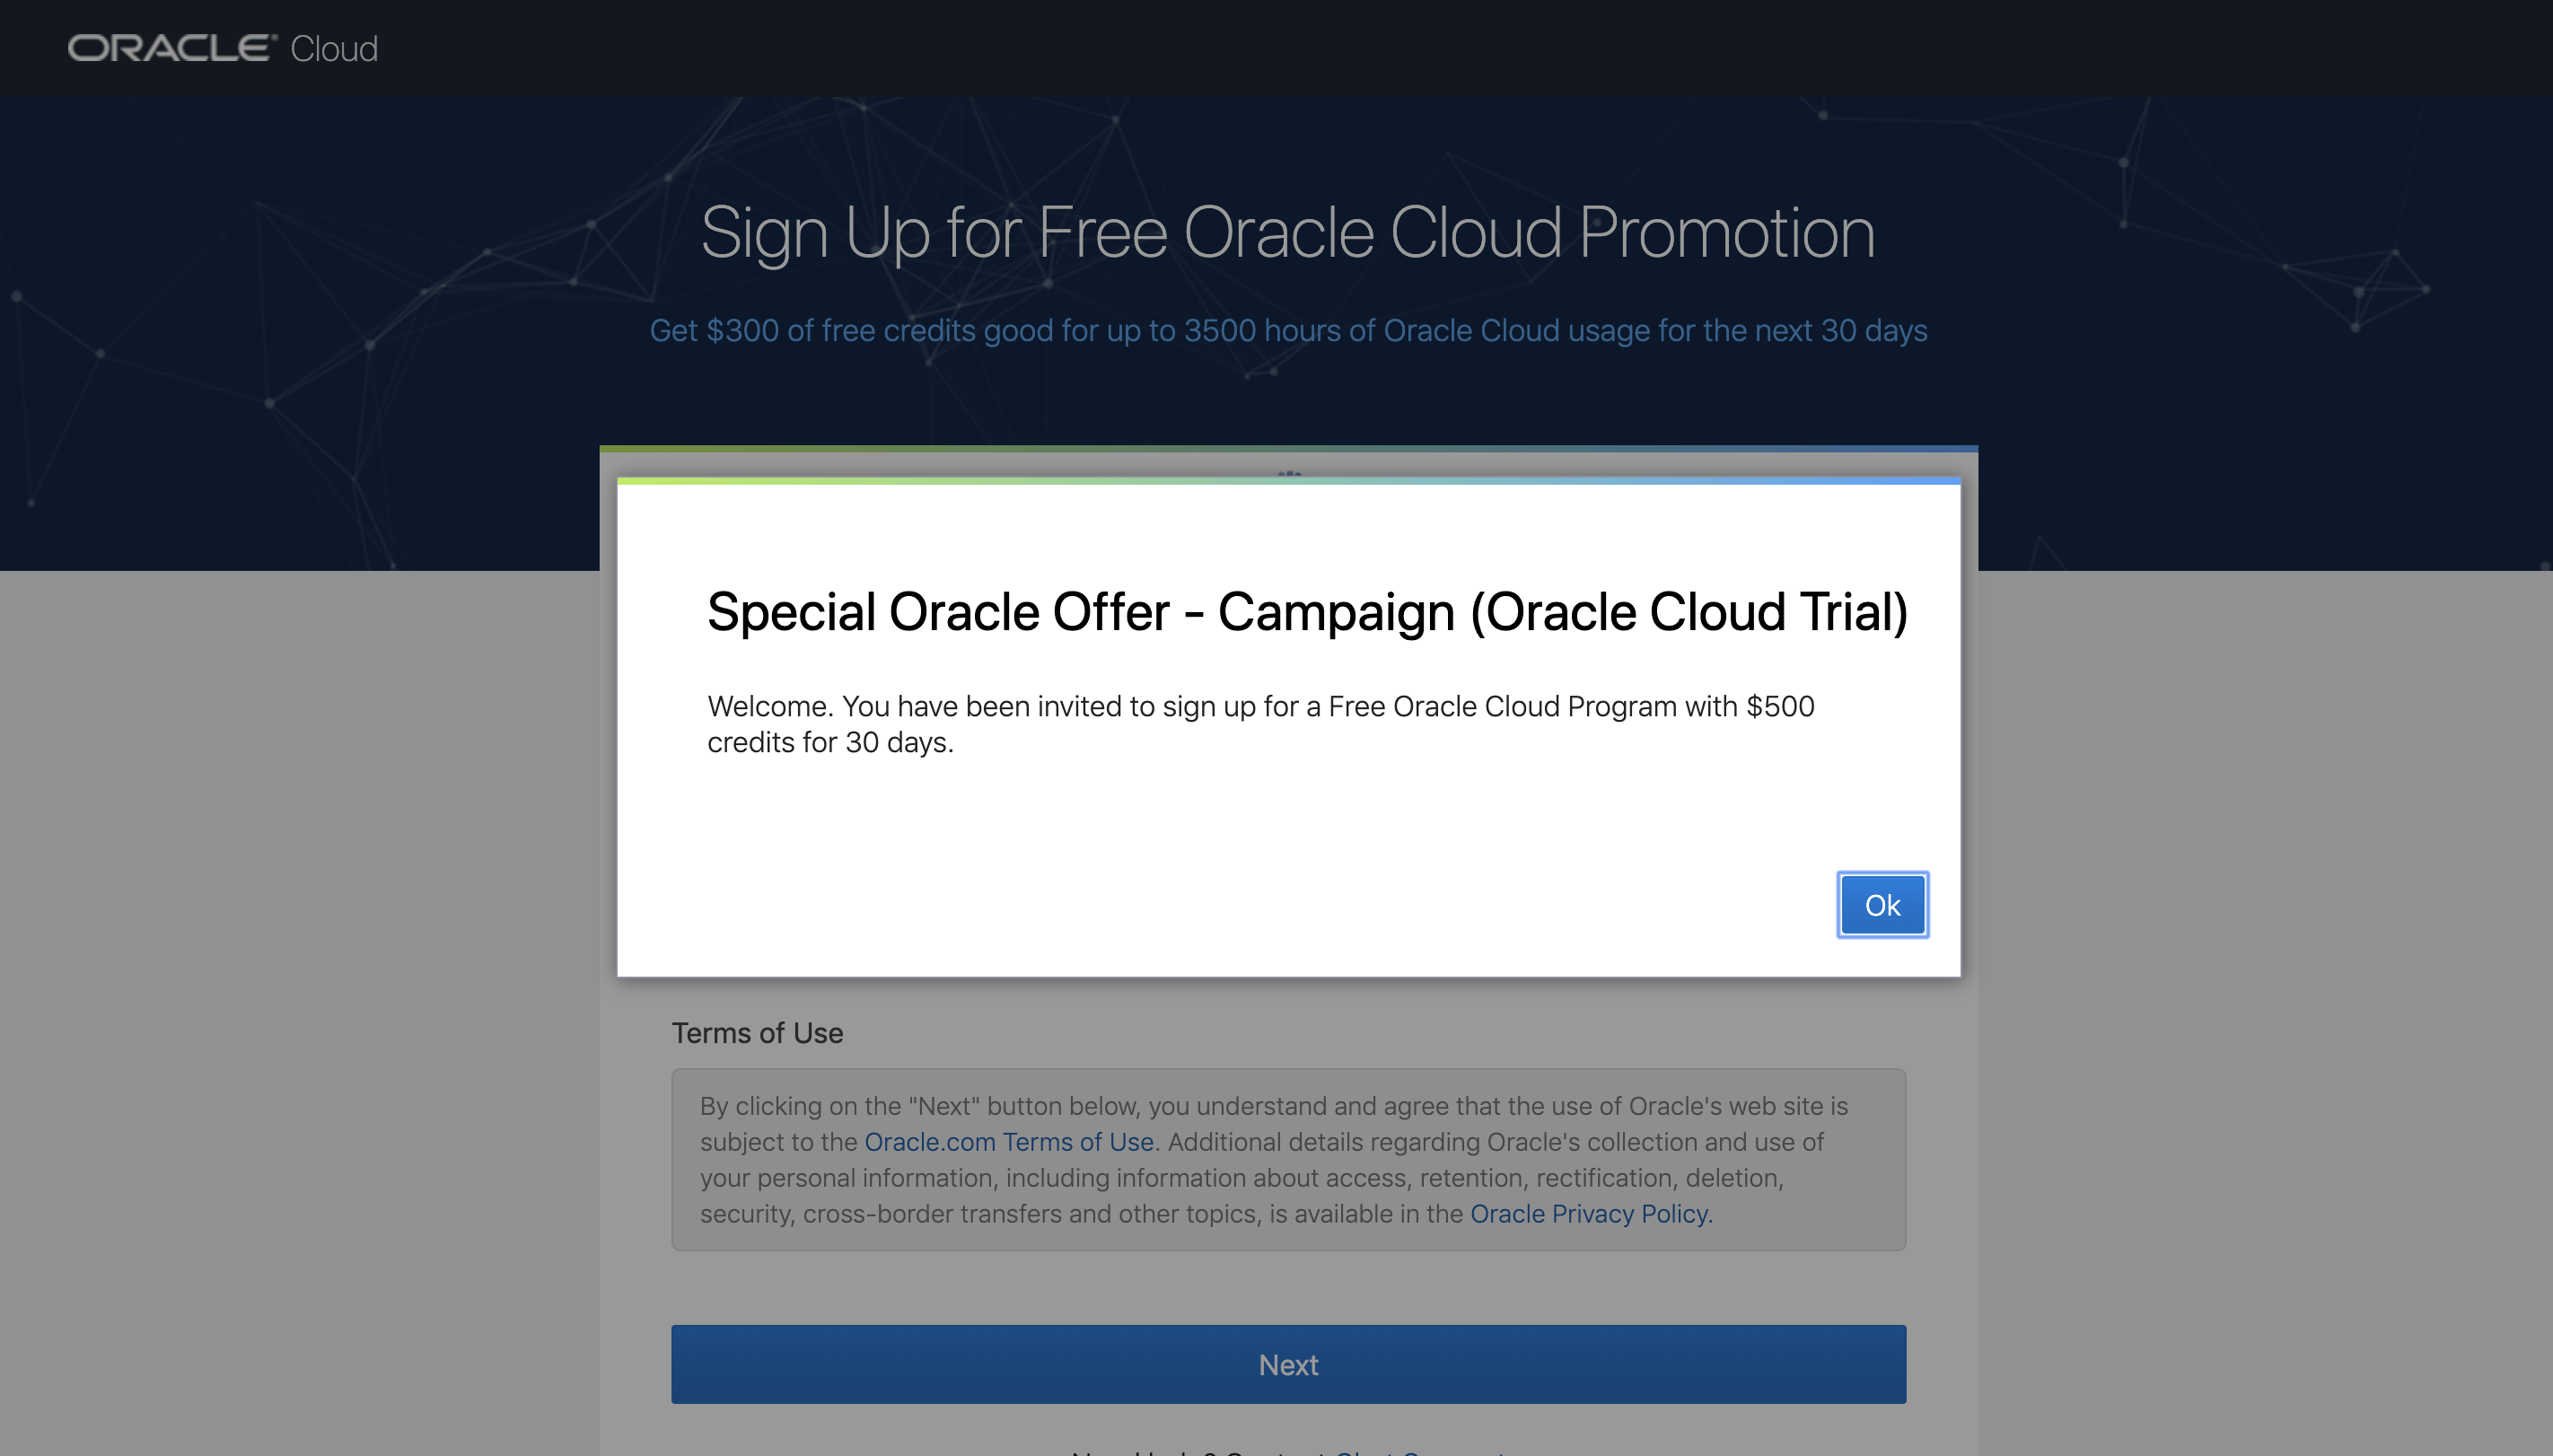 ORACLE® Cloud
Sign Up for Free Oracle Cloud Promotion
Get $300 of free credits good for up to 3500 hours of Oracle Cloud usage for the next 30 days
Special Oracle Offer - Campaign (Oracle Cloud Trial)
Welcome. You have been invited to sign up for a Free Oracle Cloud Program with $500
credits for 30 days.
Ok
Terms of Use
By clicking on the "Next" button below, you understand and agree that the use of Oracle's web site is
subject to the Oracle.com Terms of Use. Additional details regarding Oracle's collection and use of
your personal information, including information about access, retention, rectification, deletion,
security, cross-border transfers and other topics, is available in the Oracle Privacy Policy.
Next